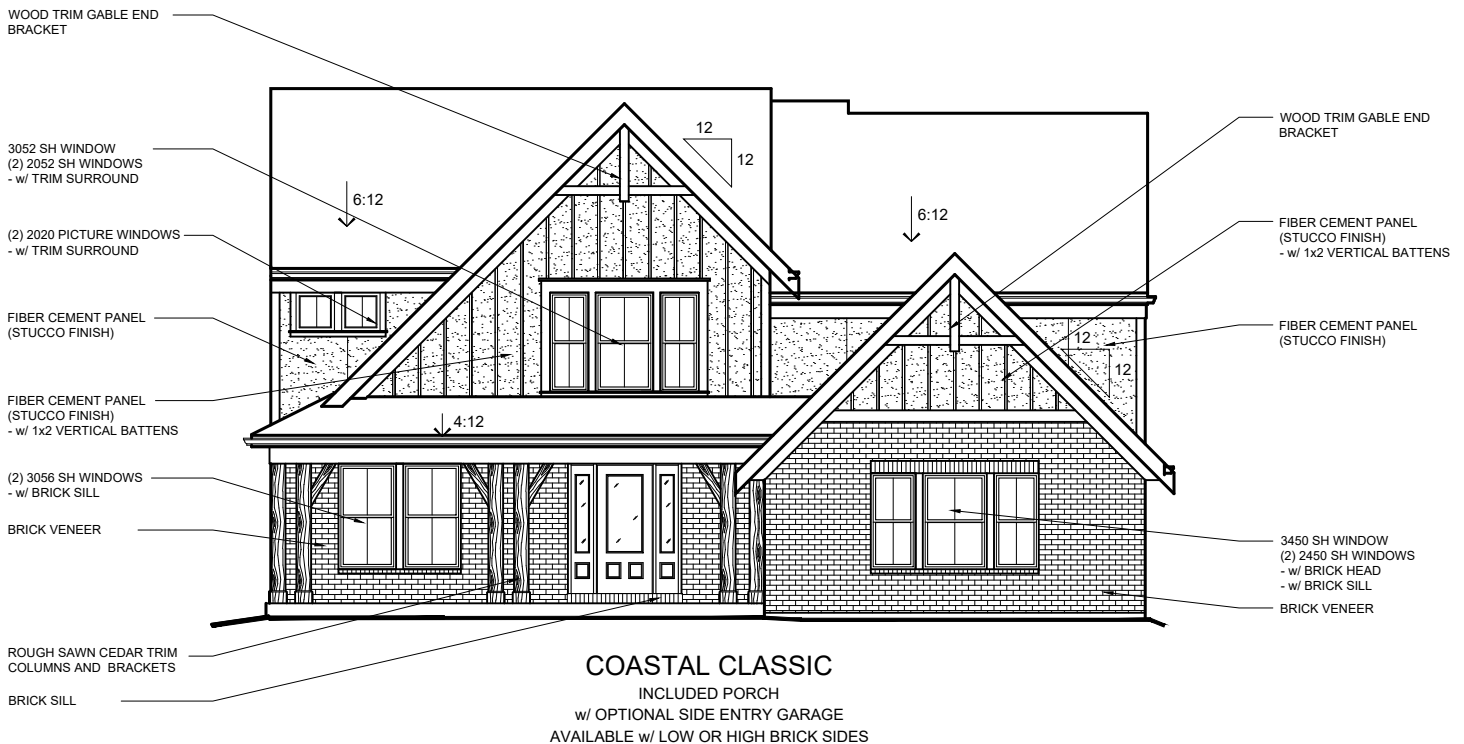 WOOD TRIM GABLE END
BRACKET
3052 SH WINDOW
(2) 2052 SH WINDOWS
- w/ TRIM SURROUND
(2) 2020 PICTURE WINDOWS
- w/ TRIM SURROUND
FIBER CEMENT PANEL
(STUCCO FINISH)
FIBER CEMENT PANEL
(STUCCO FINISH)
- w/ 1x2 VERTICAL BATTENS
(2) 3056 SH WINDOWS
- w/ BRICK SILL
BRICK VENEER
ROUGH SAWN CEDAR TRIM
COLUMNS AND BRACKETS
BRICK SILL
6:12
12
12
4:12
6:12
12
12
WOOD TRIM GABLE END
BRACKET
FIBER CEMENT PANEL
(STUCCO FINISH)
- w/ 1x2 VERTICAL BATTENS
FIBER CEMENT PANEL
(STUCCO FINISH)
3450 SH WINDOW
(2) 2450 SH WINDOWS
- w/ BRICK HEAD
- w/ BRICK SILL
BRICK VENEER
COASTAL CLASSIC
INCLUDED PORCH
w/ OPTIONAL SIDE ENTRY GARAGE
AVAILABLE w/ LOW OR HIGH BRICK SIDES